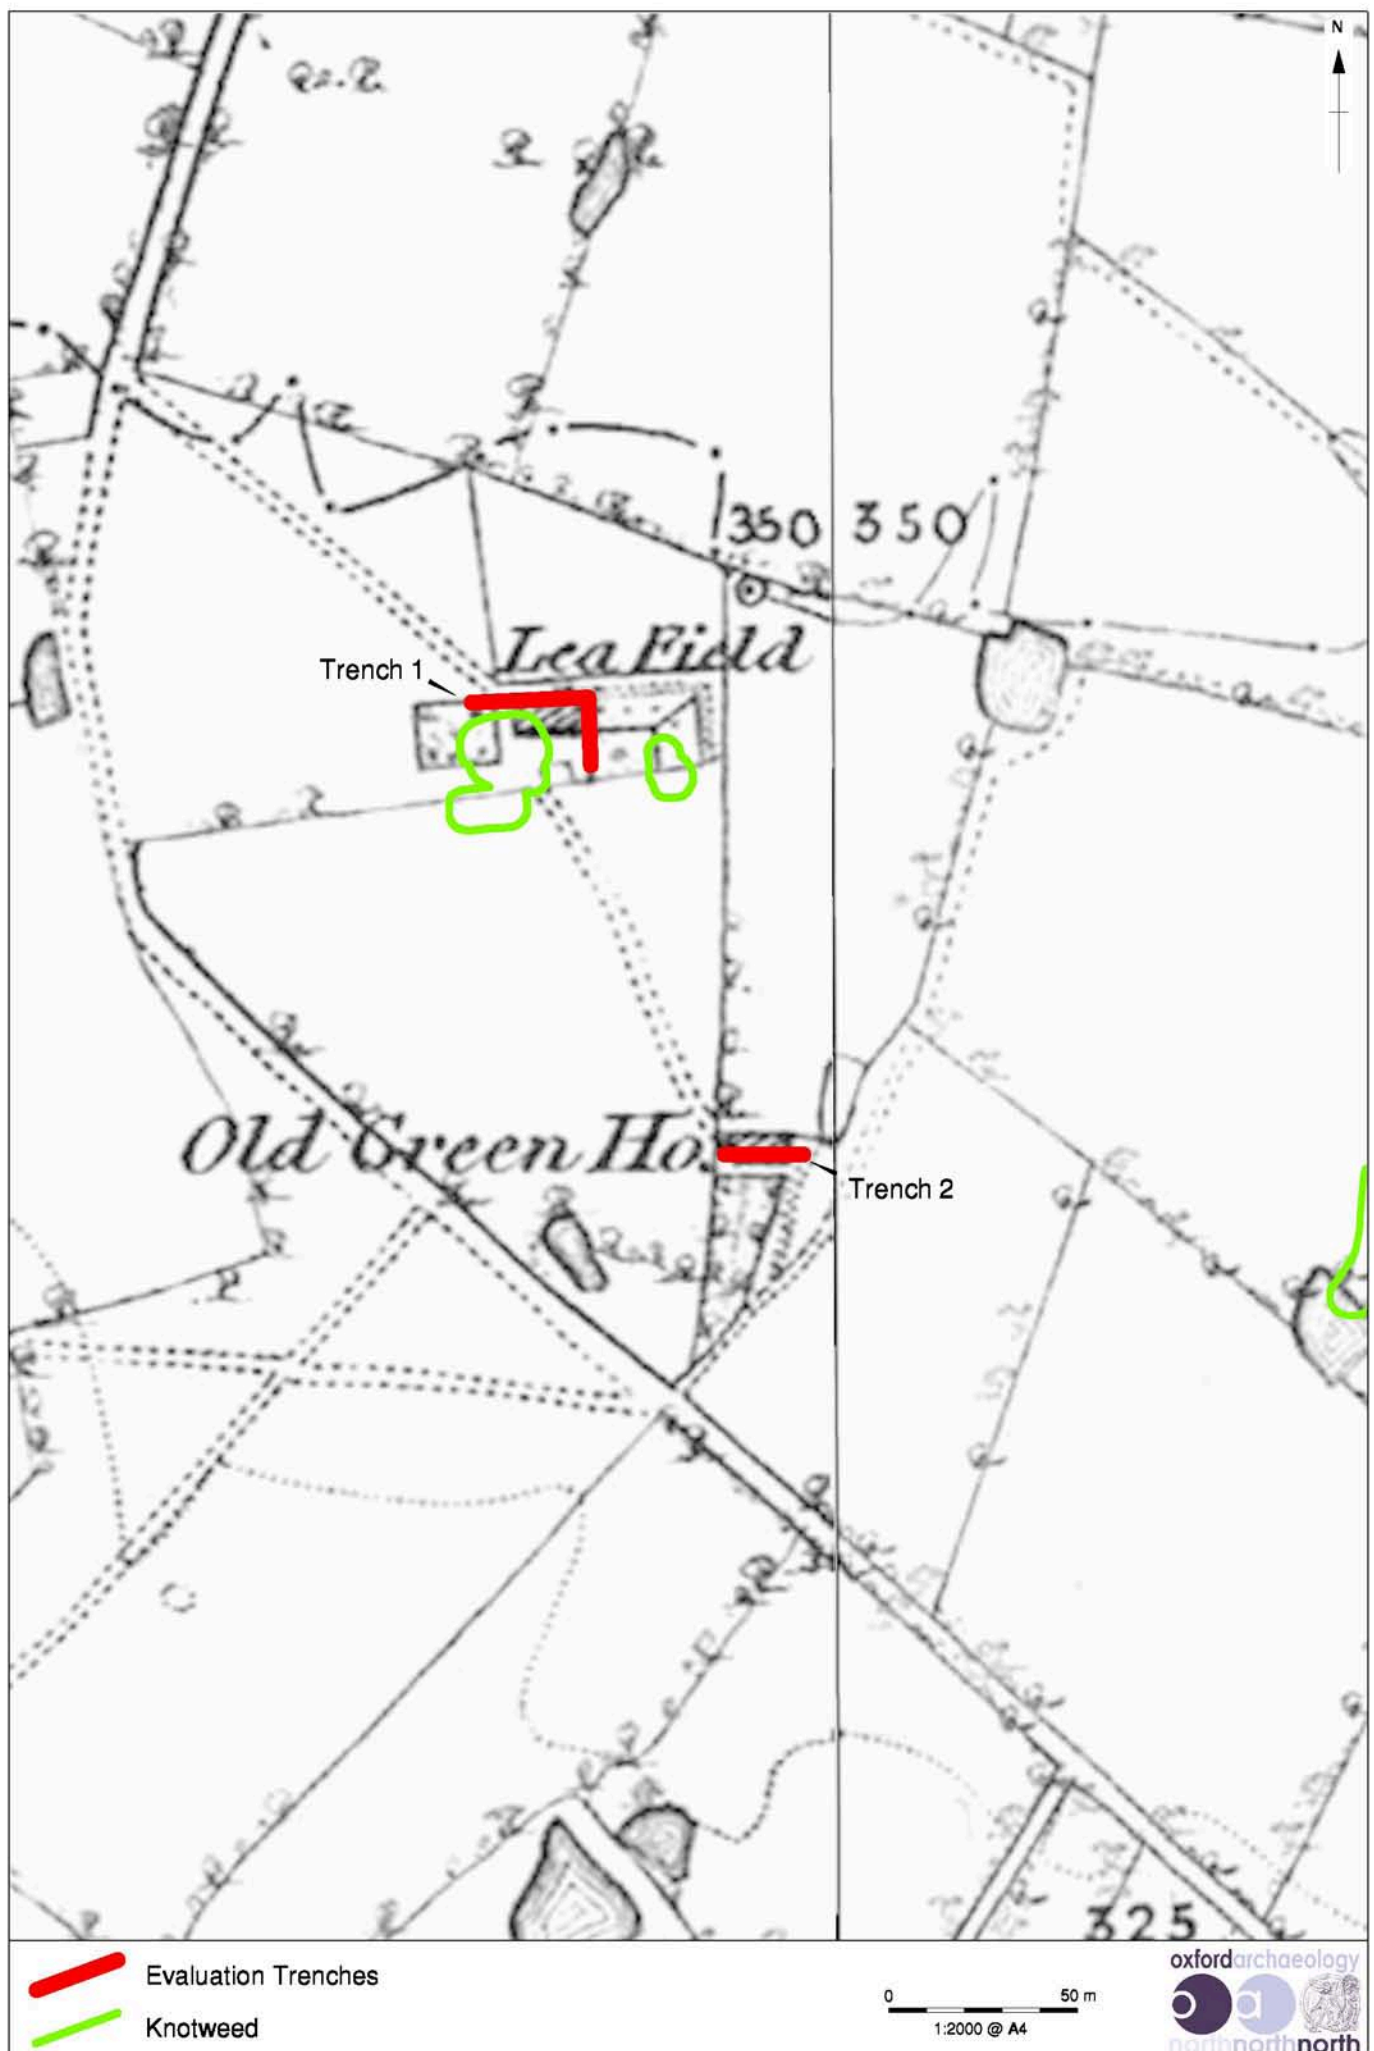 N
350 350
Lea Field
Trench 1
Old Green Ho.
Trench 2
325
Evaluation Trenches
Knotweed
0 50 m
1:2000 @ A4
oxfordarchaeology
o a
northnorthnorth